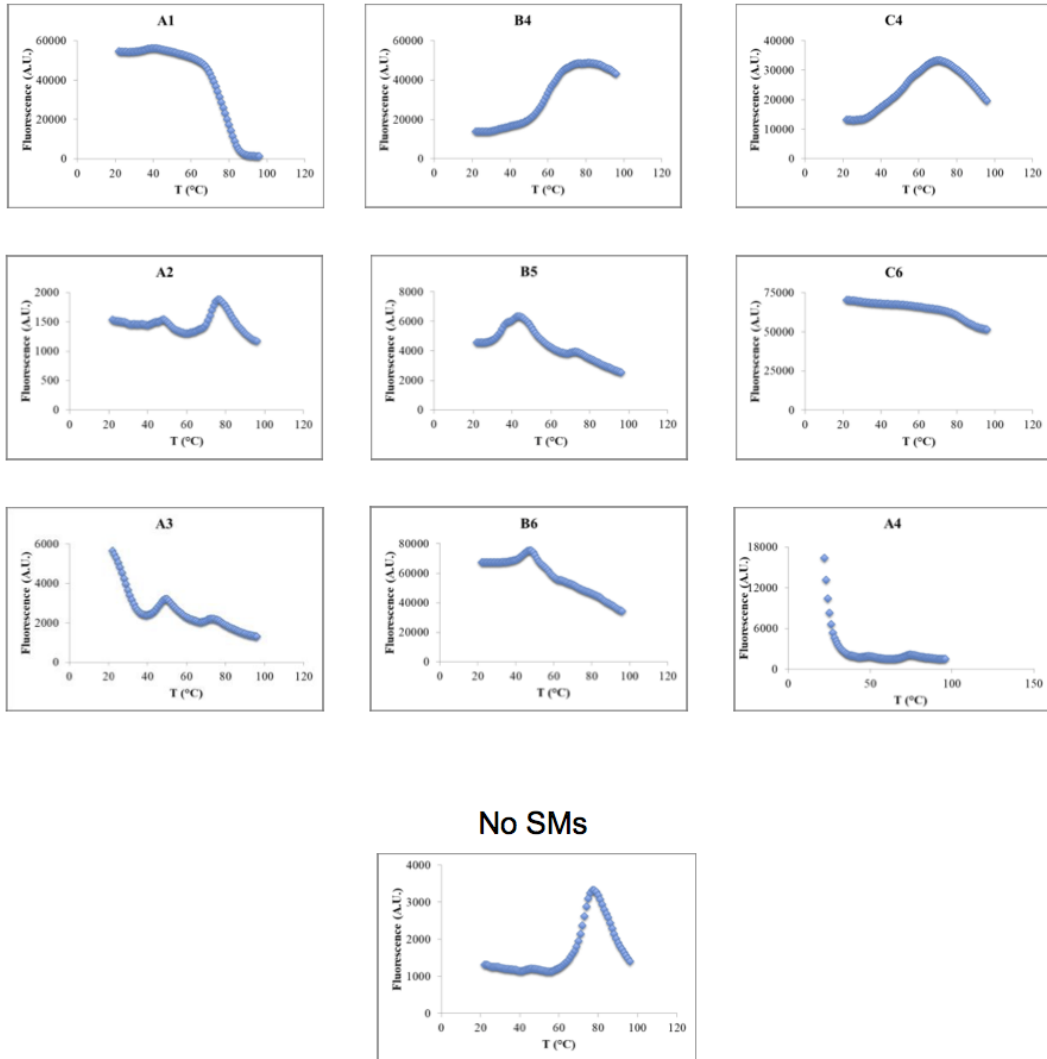 A1
Fluorescence (A.U.)
60000
40000
20000
0
0 20 40 60 80 100 120
T (°C)
B4
Fluorescence (A.U.)
60000
40000
20000
0
0 20 40 60 80 100 120
T (°C)
C4
Fluorescence (A.U.)
40000
30000
20000
10000
0
0 20 40 60 80 100 120
T (°C)
A2
Fluorescence (A.U.)
2000
1500
1000
500
0
0 20 40 60 80 100 120
T (°C)
B5
Fluorescence (A.U.)
8000
6000
4000
2000
0
0 20 40 60 80 100 120
T (°C)
C6
Fluorescence (A.U.)
75000
50000
25000
0
0 20 40 60 80 100 120
T (°C)
A3
Fluorescence (A.U.)
6000
4000
2000
0
0 20 40 60 80 100 120
T (°C)
B6
Fluorescence (A.U.)
80000
60000
40000
20000
0
0 20 40 60 80 100 120
T (°C)
A4
Fluorescence (A.U.)
18000
12000
6000
0
0 50 100 150
T (°C)
No SMs
Fluorescence (A.U.)
4000
3000
2000
1000
0
0 20 40 60 80 100 120
T (°C)